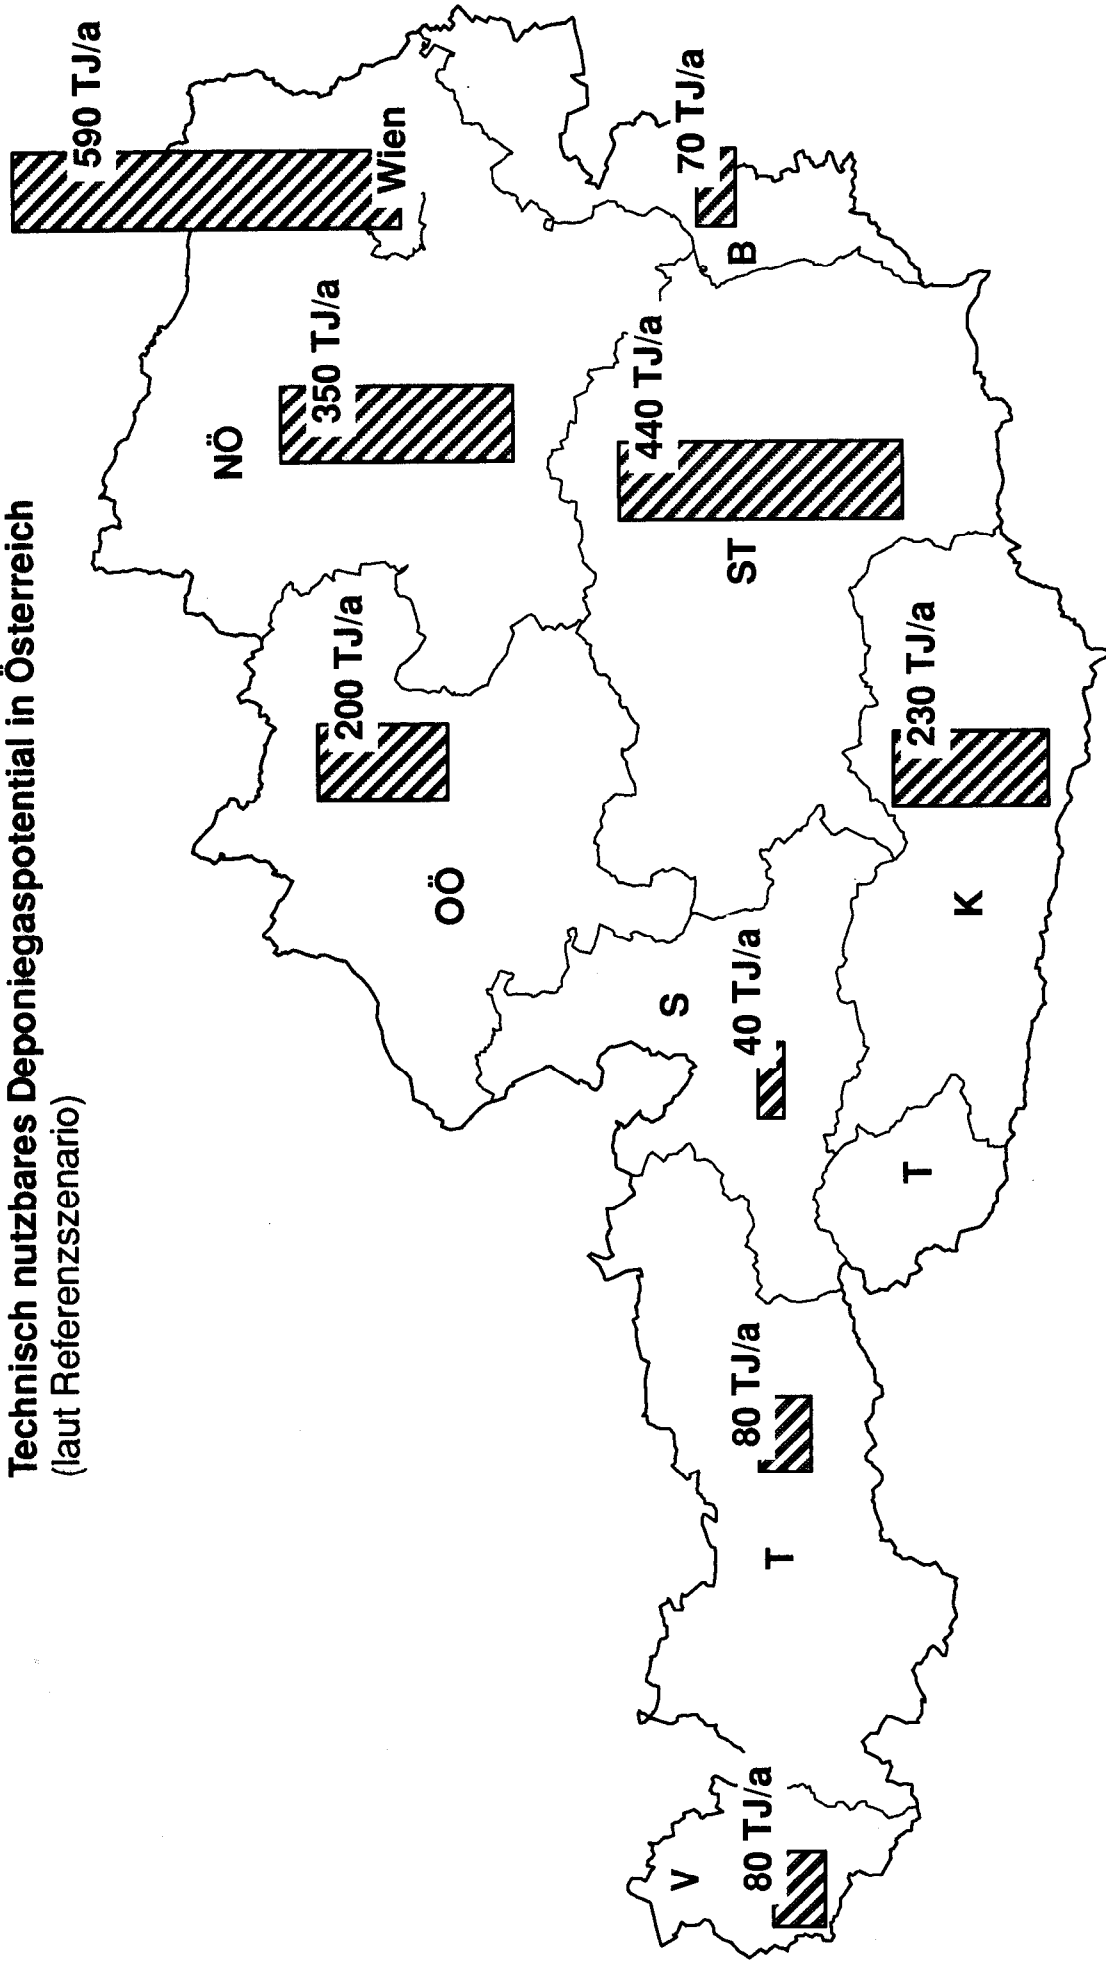 Technisch nutzbares Deponiegaspotential in Österreich
(laut Referenzszenario)
590 TJ/a
Wien
NÖ
350 TJ/a
200 TJ/a
OÖ
70 TJ/a
B
440 TJ/a
ST
S
40 TJ/a
230 TJ/a
K
T
80 TJ/a
T
V
80 TJ/a